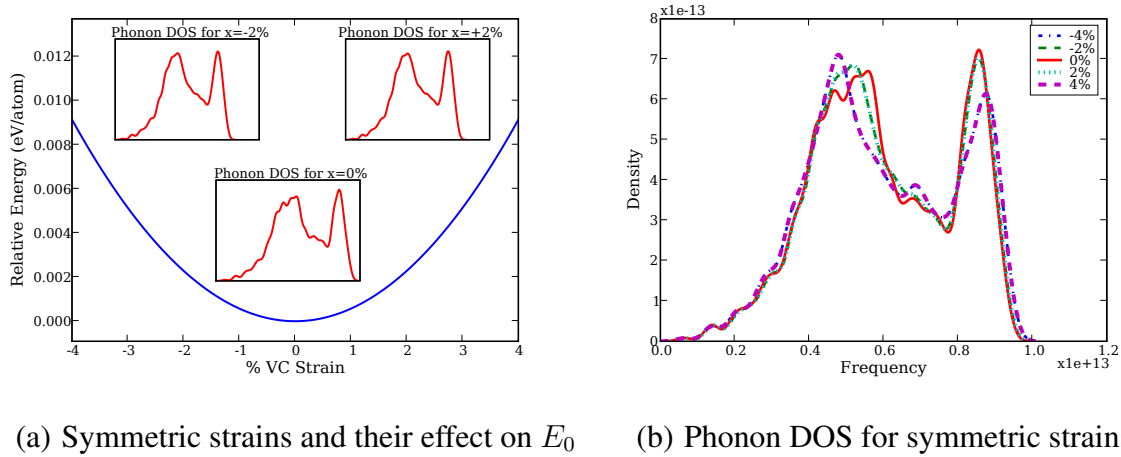 Phonon DOS for x=-2%
Phonon DOS for x=+2%
Phonon DOS for x=0%
Relative Energy (eV/atom)
0.012
0.010
0.008
0.006
0.004
0.002
0.000
-4 -3 -2 -1 0 1 2 3 4
% VC Strain
8 x1e-13
7
6
5
4
3
2
1
0
Density
-4%
-2%
0%
2%
4%
0.0 0.2 0.4 0.6 0.8 1.0 1.2
Frequency
x1e+13
(a) Symmetric strains and their effect on E0
(b) Phonon DOS for symmetric strain